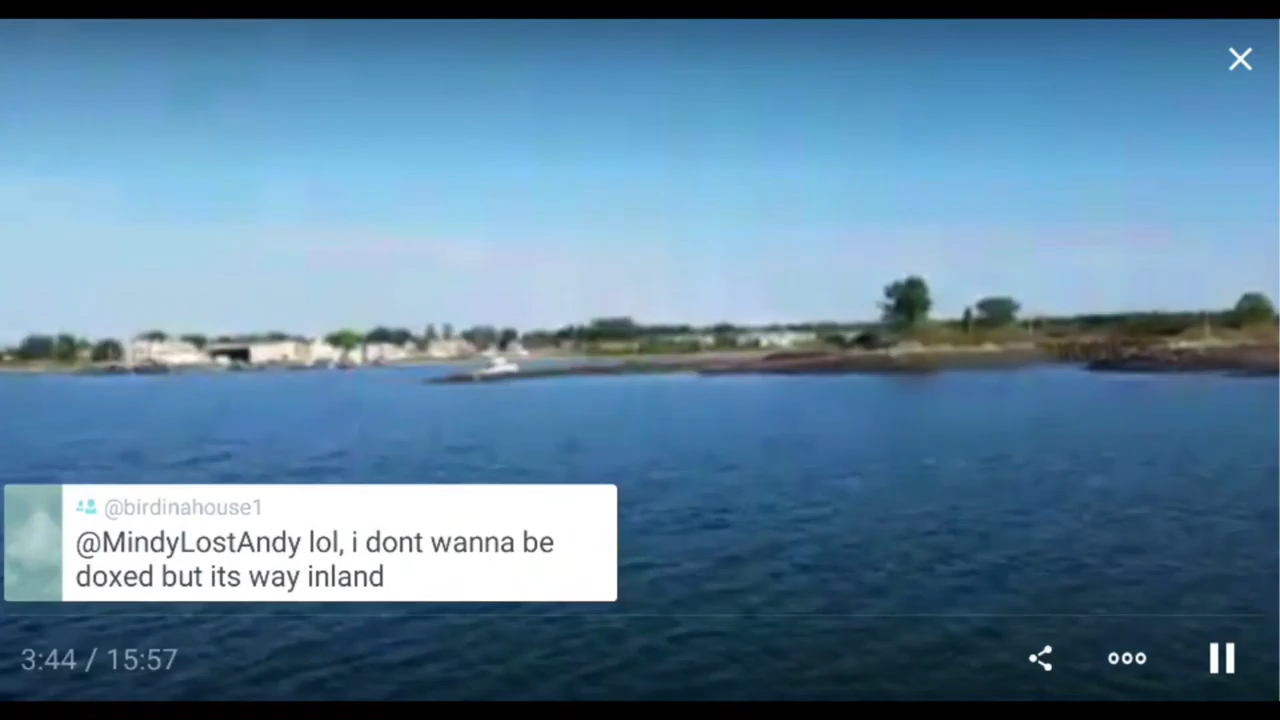 @birdinahouse1
@MindyLostAndy lol, i dont wanna be
doxed but its way inland
3:44 / 15:57